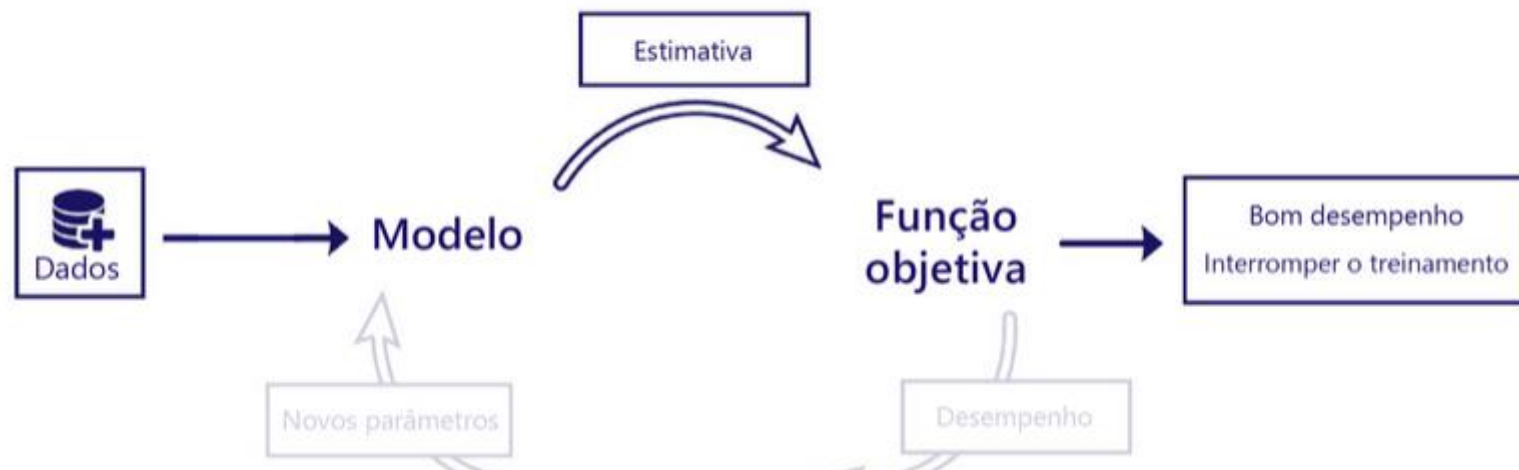 Estimativa
Dados
Modelo
Função
objetiva
Bom desempenho
Interromper o treinamento
Novos parâmetros
Desempenho